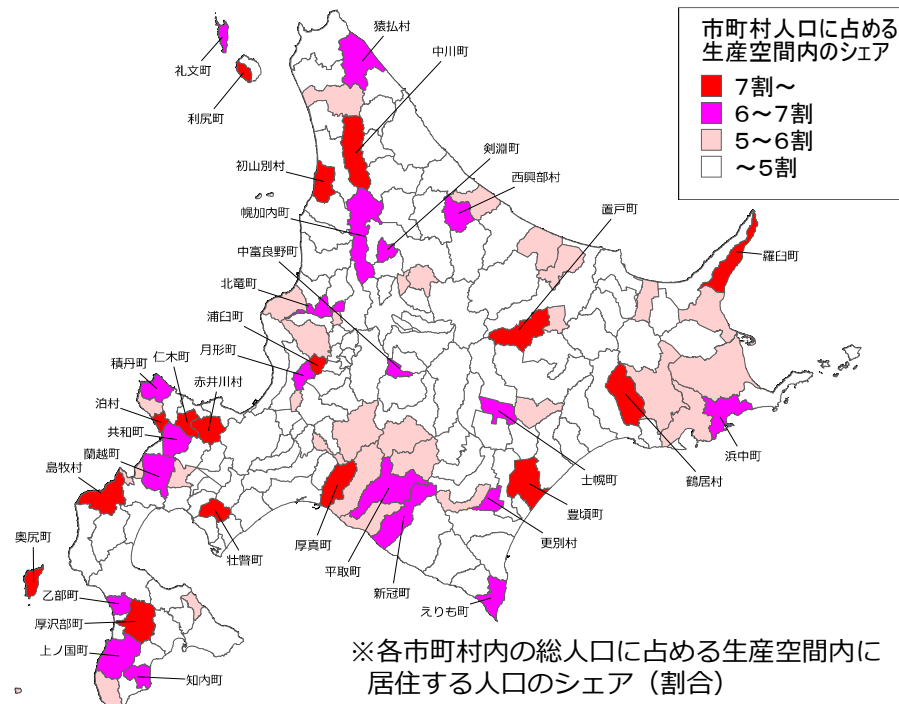 市町村人口に占める
生産空間内のシェア
7割～
6～7割
5～6割
～5割
猿払村
礼文町
中川町
利尻町
剣淵町
初山別村
西興部村
置戸町
幌加内町
羅臼町
中富良野町
北竜町
浦臼町
月形町
仁木町
積丹町
赤井川村
泊村
共和町
蘭越町
島牧村
浜中町
士幌町
鶴居村
豊頃町
更別村
厚真町
壮瞥町
平取町
新冠町
えりも町
奥尻町
乙部町
厚沢部町
上ノ国町
知内町
※各市町村内の総人口に占める生産空間内に
居住する人口のシェア（割合）